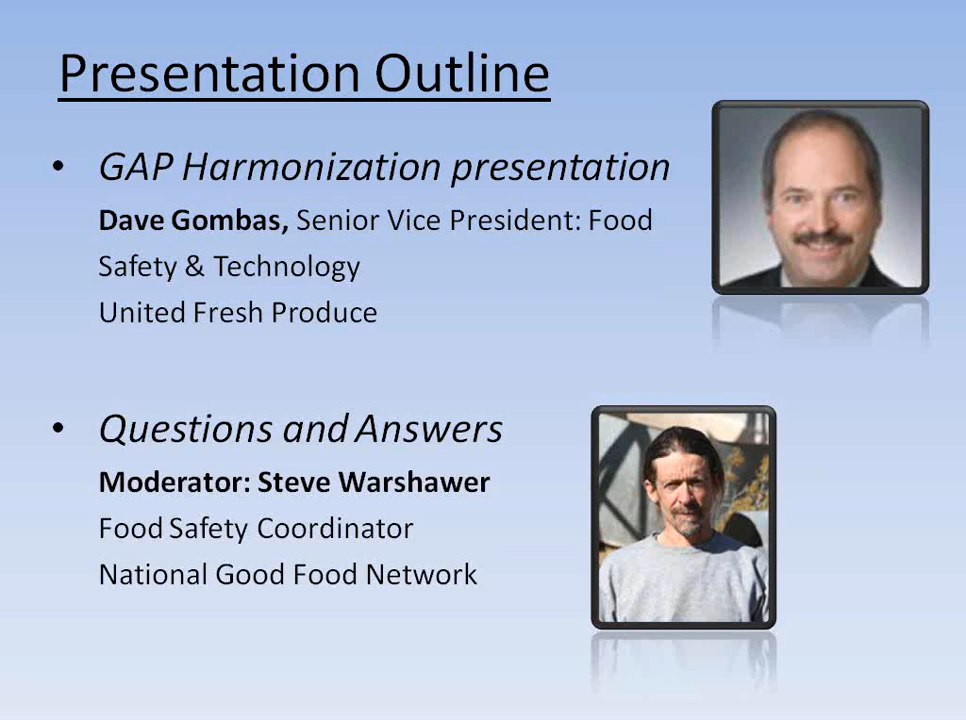 Presentation Outline
• GAP Harmonization presentation
Dave Gombas, Senior Vice President: Food
Safety & Technology
United Fresh Produce
• Questions and Answers
Moderator: Steve Warshawer
Food Safety Coordinator
National Good Food Network